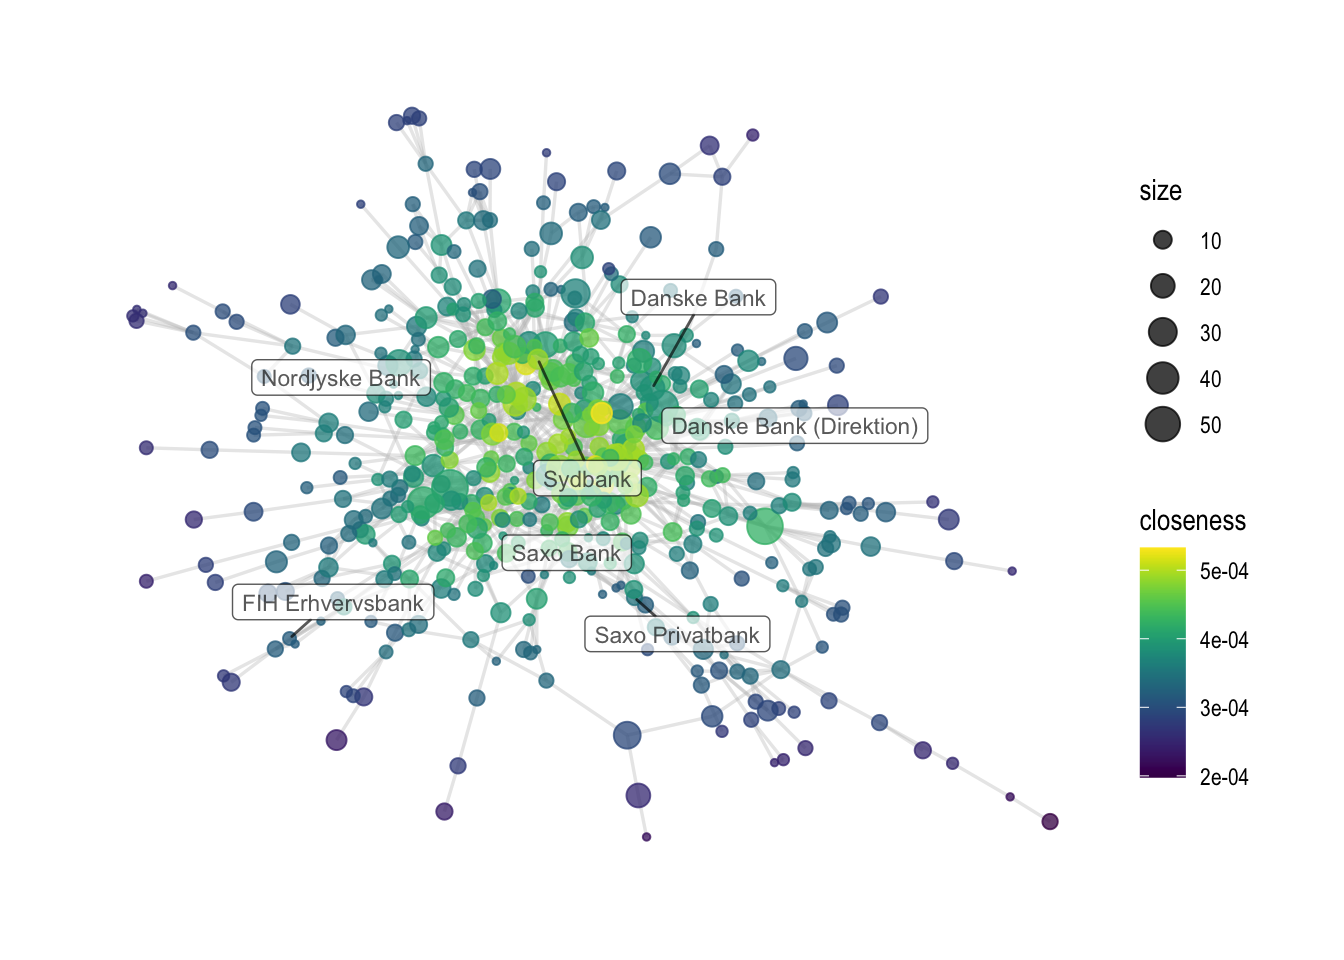 Danske Bank
Nordjyske Bank
Danske Bank (Direktion)
Sydbank
Saxo Bank
FIH Erhvervsbank
Saxo Privatbank
size
10
20
30
40
50
closeness
5e-04
4e-04
3e-04
2e-04